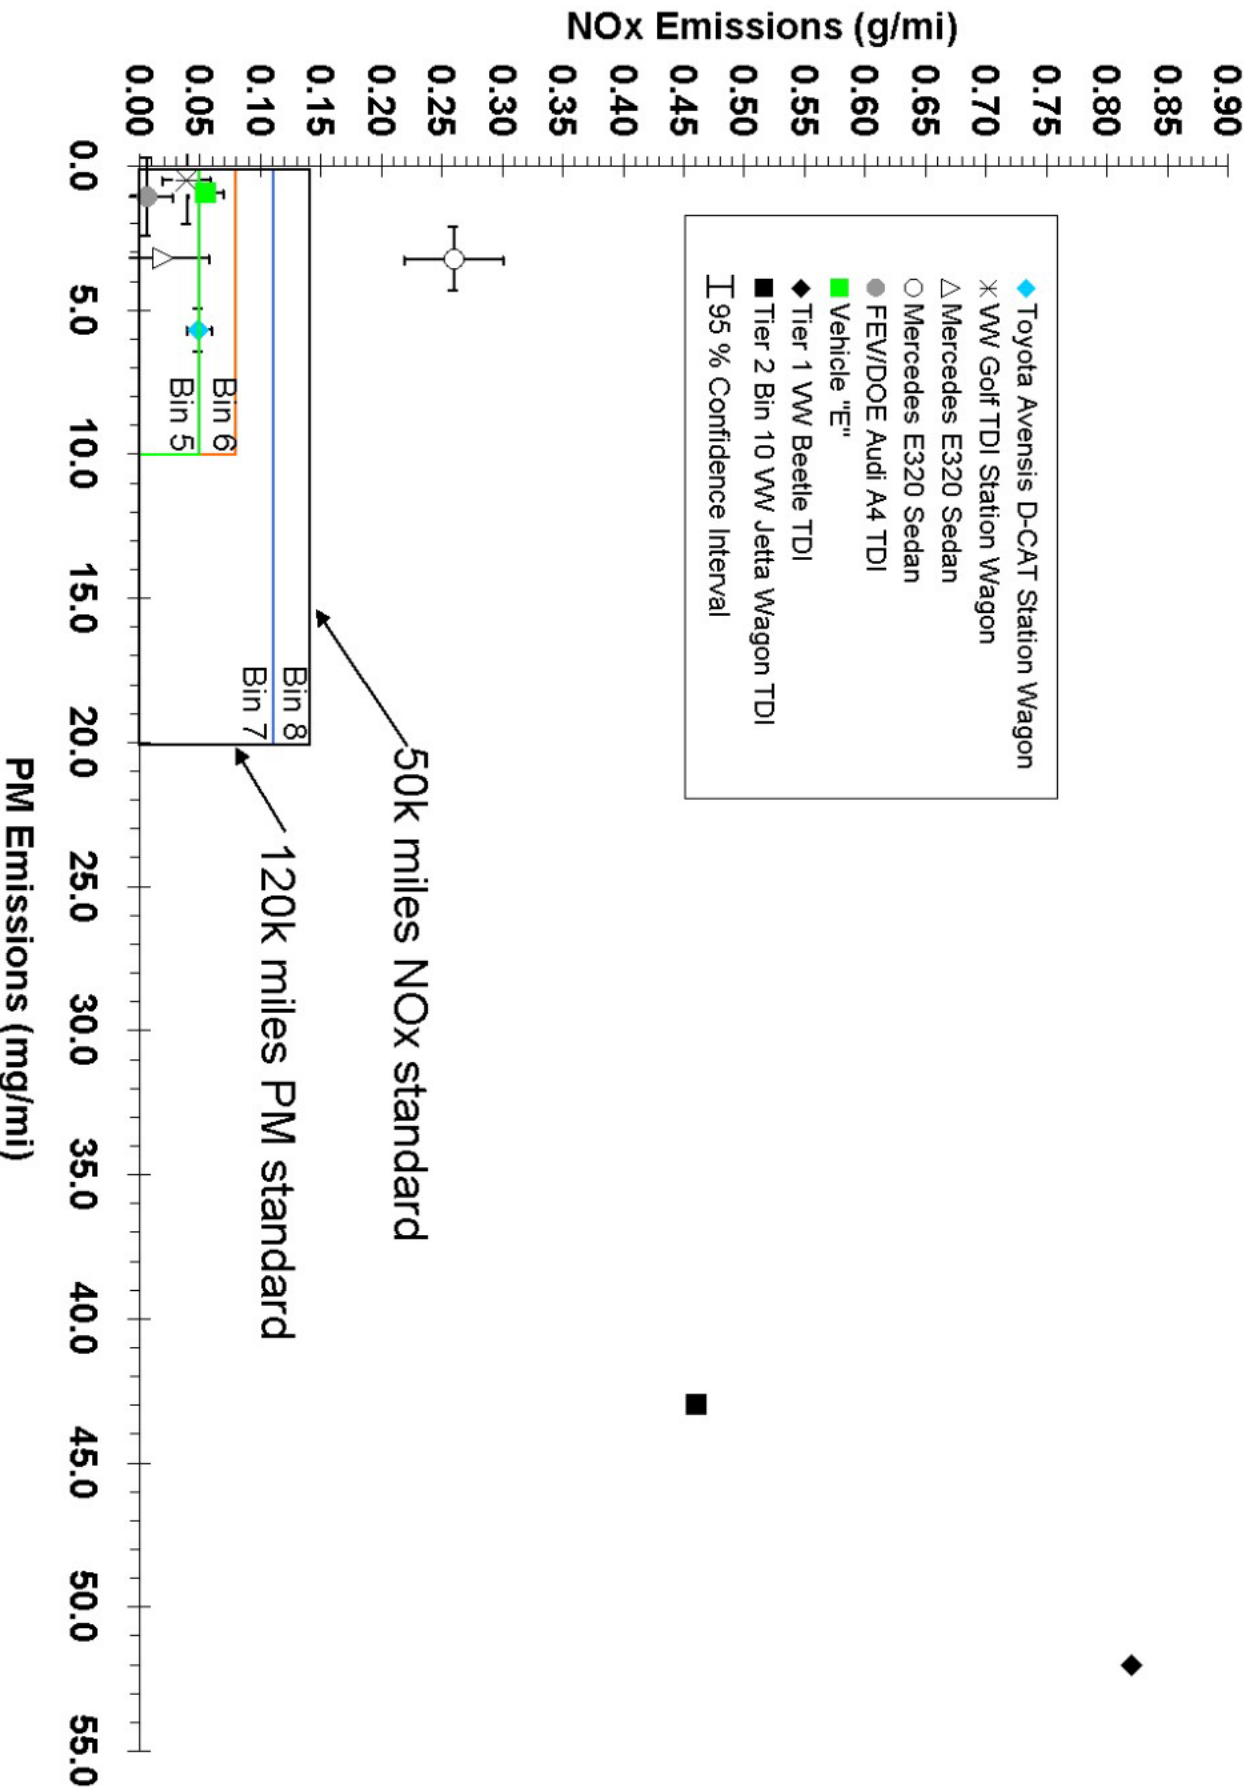 NOx Emissions (g/mi)
0.90
0.85
0.80
0.75
0.70
0.65
0.60
0.55
0.50
0.45
0.40
0.35
0.30
0.25
0.20
0.15
0.10
0.05
0.00
Toyota Avensis D-CAT Station Wagon
VW Golf TDI Station Wagon
Mercedes E320 Sedan
Mercedes E320 Sedan
FEV/DOE Audi A4 TDI
Vehicle "E"
Tier 1 VW Beetle TDI
Tier 2 Bin 10 VW Jetta Wagon TDI
95 % Confidence Interval
50k miles NOx standard
120k miles PM standard
Bin 8
Bin 7
Bin 6
Bin 5
0.0
5.0
10.0
15.0
20.0
25.0
30.0
35.0
40.0
45.0
50.0
55.0
PM Emissions (mg/mi)